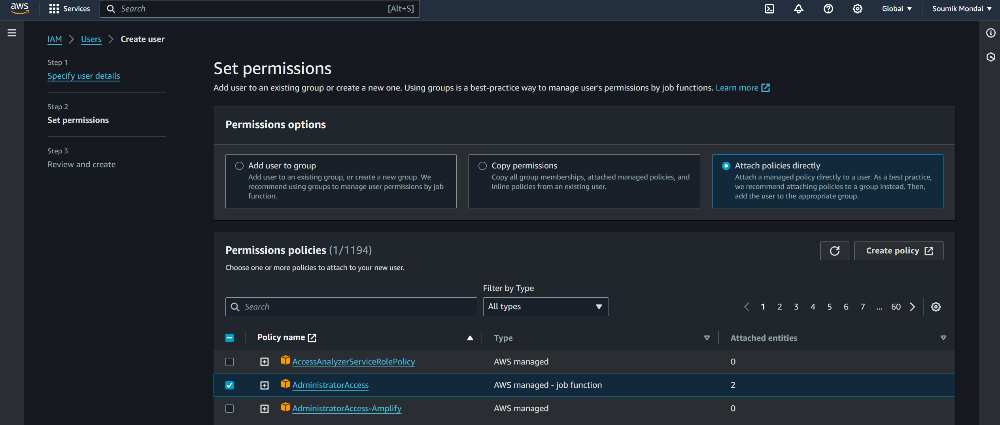 aws
Services
Search
[Alt+S]
Global
Soumik Mondal
IAM
Users
Create user
Step 1
Specify user details
Step 2
Set permissions
Step 3
Review and create
Set permissions
Add user to an existing group or create a new one. Using groups is a best-practice way to manage user's permissions by job functions. Learn more
Permissions options
Add user to group
Add user to an existing group, or create a new group. We
recommend using groups to manage user permissions by job
function.
Copy permissions
Copy all group memberships, attached managed policies, and
inline policies from an existing user.
Attach policies directly
Attach a managed policy directly to a user. As a best practice,
we recommend attaching policies to a group instead. Then,
add the user to the appropriate group.
Permissions policies (1/1194)
Create policy
Choose one or more policies to attach to your new user.
Filter by Type
Search
All types
1 2 3 4 5 6 7 ... 60
Policy name
Type
Attached entities
AccessAnalyzerServiceRolePolicy
AWS managed
0
AdministratorAccess
AWS managed - job function
2
AdministratorAccess-Amplify
AWS managed
0